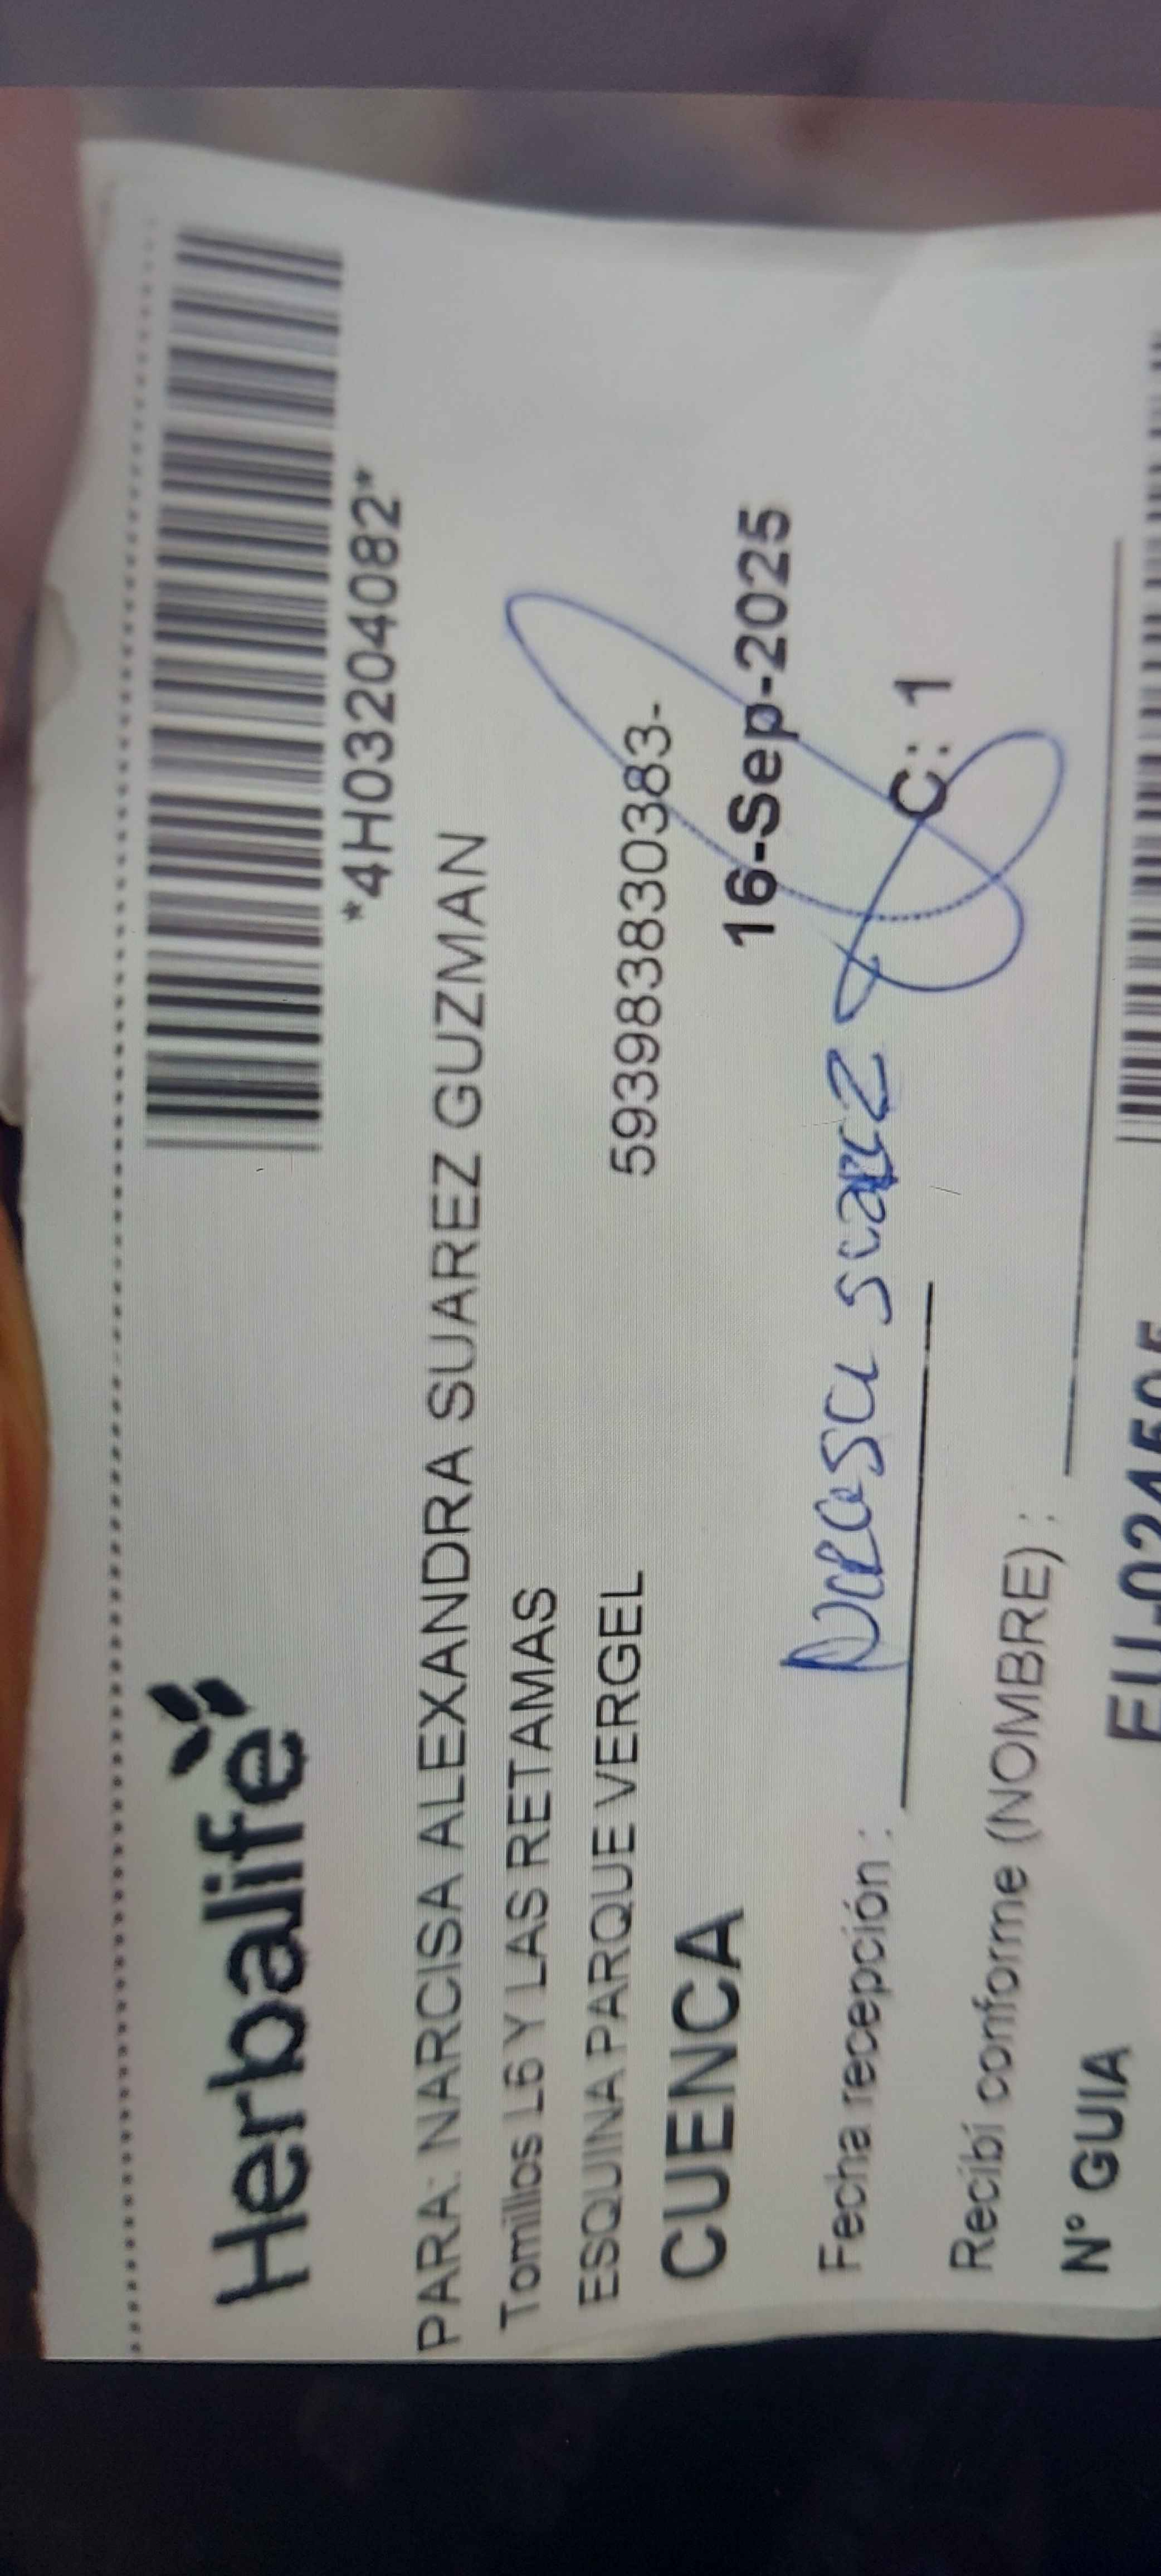 Herbalife
*4H03204082*
PARA: NARCISA ALEXANDRA SUAREZ GUZMAN
Tomillos L6 Y LAS RETAMAS
ESQUINA PARQUE VERGEL
593983830383-
CUENCA
16-Sep-2025
Fecha recepción :
C: 1
Recibí conforme (NOMBRE) :
N° GUIA